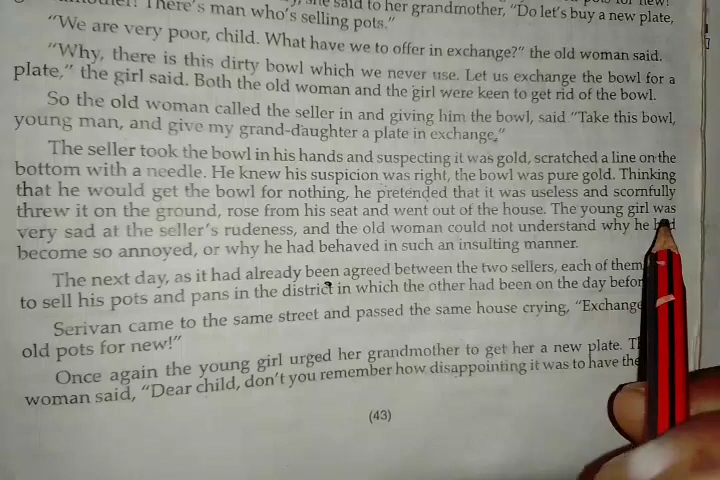 There's man who's selling pots." she said to her grandmother, "Do let's buy a new plate,
"We are very poor, child. What have we to offer in exchange?" the old woman said.
"Why, there is this dirty bowl which we never use. Let us exchange the bowl for a
plate," the girl said. Both the old woman and the girl were keen to get rid of the bowl.
So the old woman called the seller in and giving him the bowl, said "Take this bowl,
young man, and give my grand-daughter a plate in exchange."
The seller took the bowl in his hands and suspecting it was gold, scratched a line on the
bottom with a needle. He knew his suspicion was right, the bowl was pure gold. Thinking
that he would get the bowl for nothing, he pretended that it was useless and scornfully
threw it on the ground, rose from his seat and went out of the house. The young girl was
very sad at the seller's rudeness, and the old woman could not understand why he
become so annoyed, or why he had behaved in such an insulting manner.
The next day, as it had already been agreed between the two sellers, each of them
to sell his pots and pans in the district in which the other had been on the day
Serivan came to the same street and passed the same house crying, "Exchange
old pots for new!"
Once again the young girl urged her grandmother to get her a new plate.
woman said, "Dear child, don't you remember how disappointing it was to have the
(43)